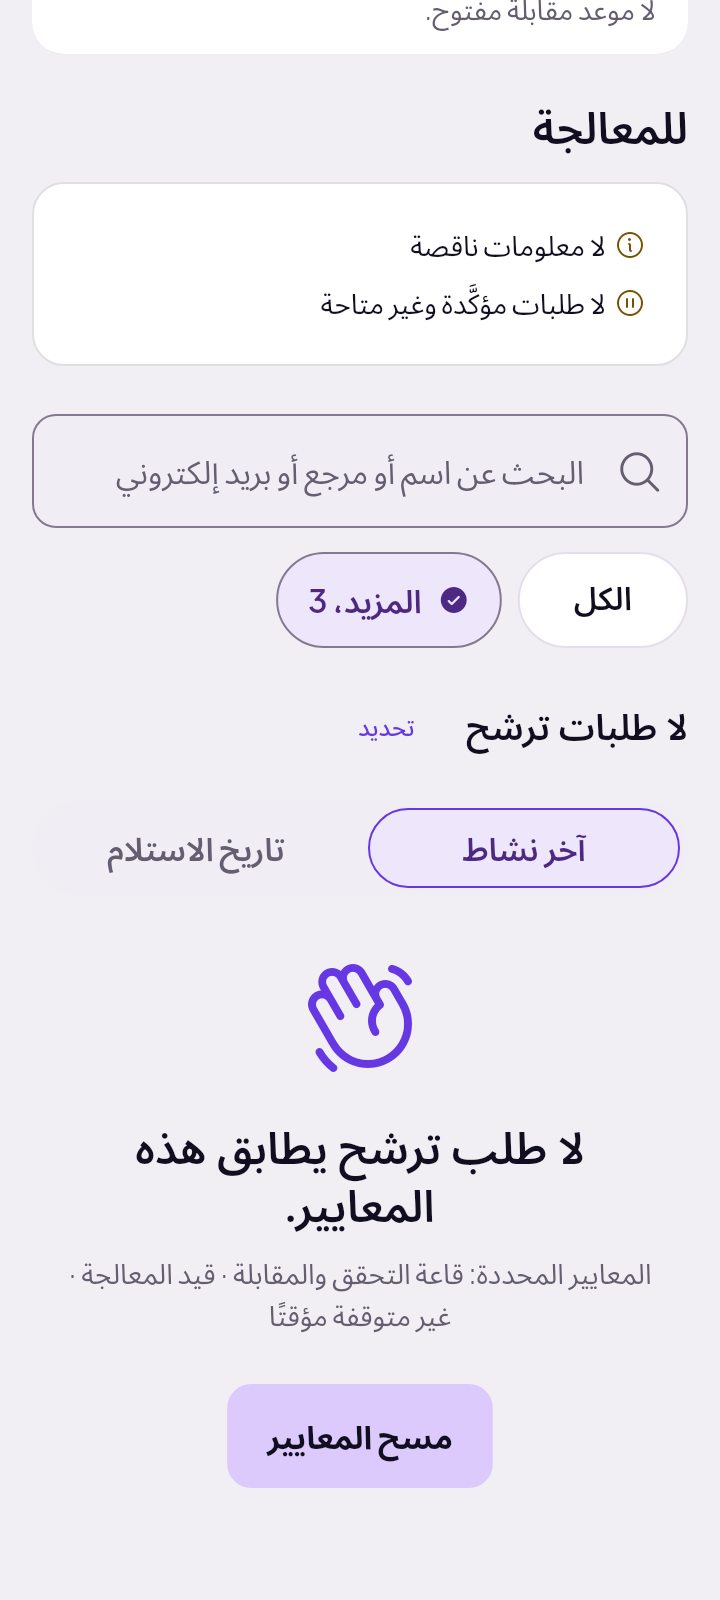 لا موعد مقابلة مفتوح.
للمعالجة
لا معلومات ناقصة
لا طلبات مؤكَّدة وغير متاحة
البحث عن اسم أو مرجع أو بريد إلكتروني
الكل
المزيد، 3
لا طلبات ترشح
تحديد
آخر نشاط
تاريخ الاستلام
لا طلب ترشح يطابق هذه
المعايير.
المعايير المحددة: قاعة التحقق والمقابلة · قيد المعالجة ·
غير متوقفة مؤقتًا
مسح المعايير